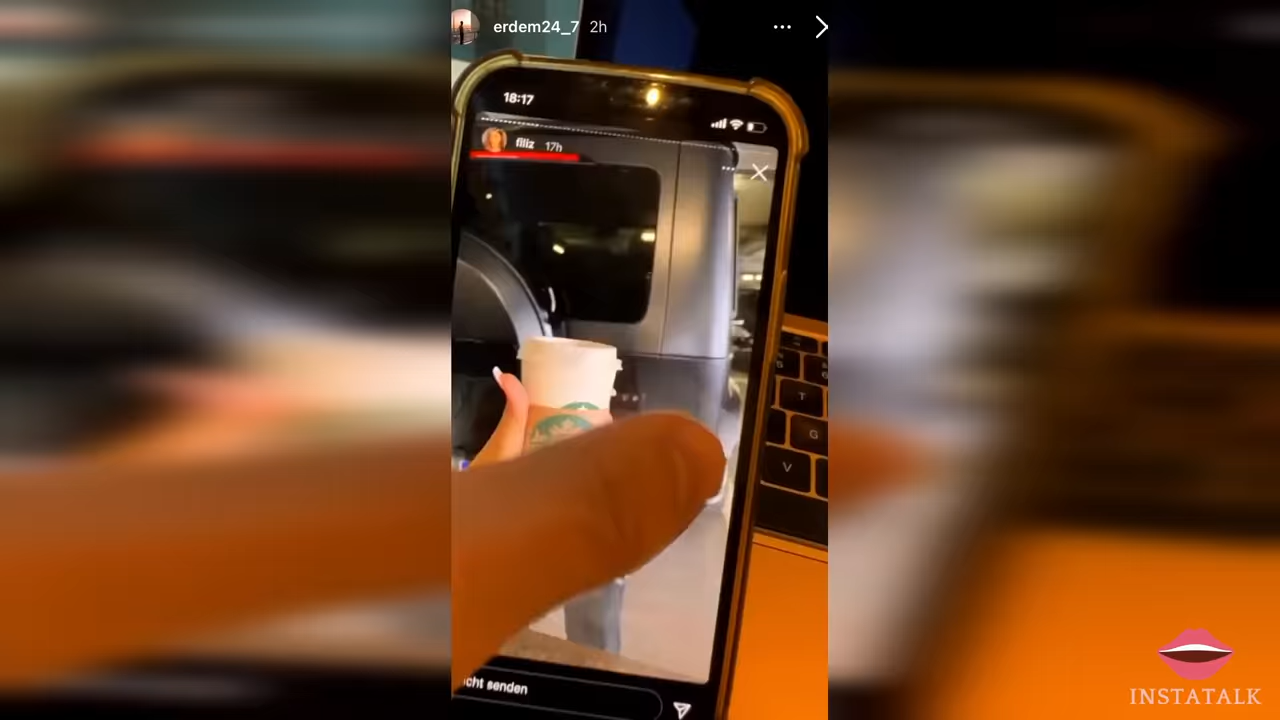 erdem24_7 2h
18:17
filiz 17h
T
G
V
cht senden
INSTATALK